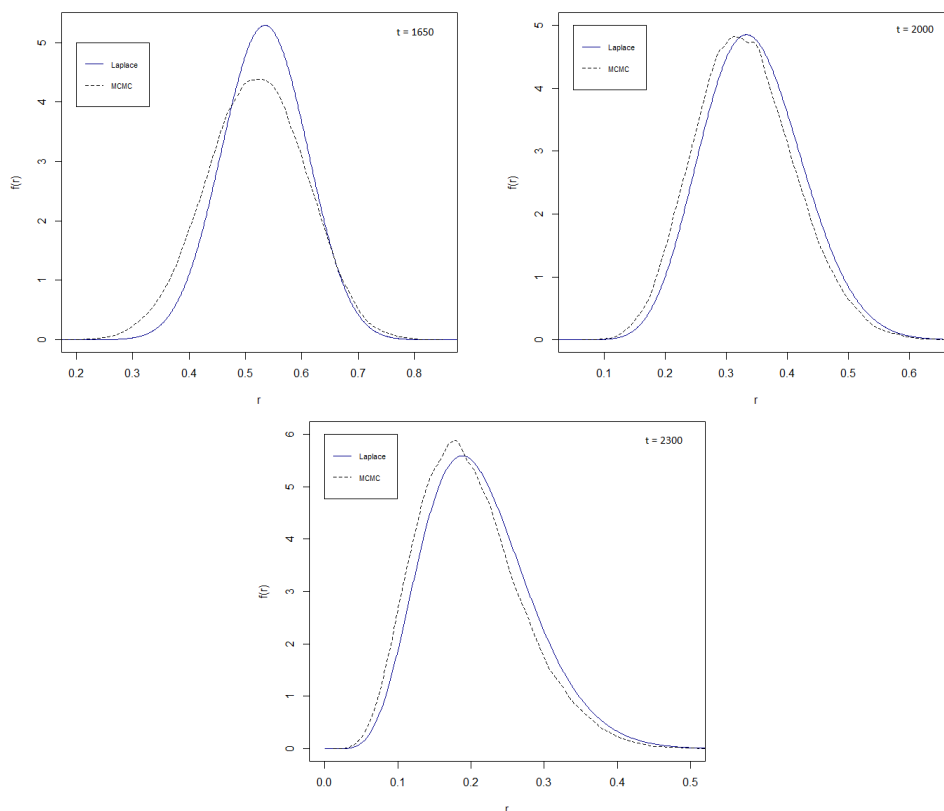 t = 1650
Laplace
MCMC
f(r)
0 1 2 3 4 5
0.2 0.3 0.4 0.5 0.6 0.7 0.8
r
t = 2000
Laplace
MCMC
f(r)
0 1 2 3 4 5
0.1 0.2 0.3 0.4 0.5 0.6
r
t = 2300
Laplace
MCMC
f(r)
0 1 2 3 4 5 6
0.0 0.1 0.2 0.3 0.4 0.5
r